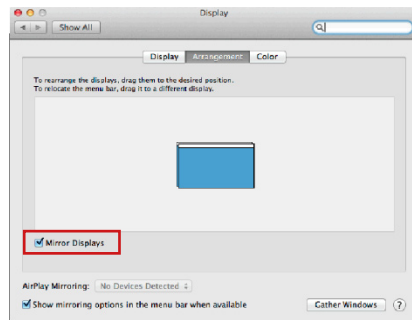 Display
Show All
Display Arrangement Color
To rearrange the displays, drag them to the desired position.
To relocate the menu bar, drag it to a different display.
Mirror Displays
AirPlay Mirroring: No Devices Detected
Show mirroring options in the menu bar when available
Gather Windows ?